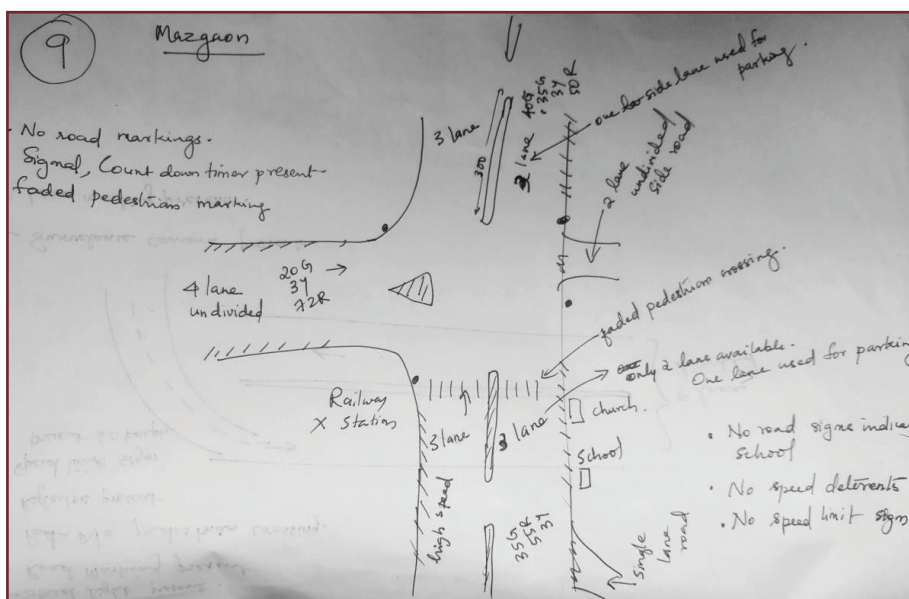 9
Mazgaon
No road markings.
Signal, Count down timer present.
faded pedestrian marking
3 lane
300
2 lane
40G
35G
3Y
50R
one side lane used for
parking.
2 lane
undivided
side road
4 lane
undivided
20G →
3Y
72R
faded pedestrian crossing.
only 2 lane available.
One lane used for parking
Railway
X Station
3 lane
3 lane
church.
School
high speed
35G
55R
3Y
single
lane
road
• No road signs indica
school
• No speed deterents
• No speed limit signs